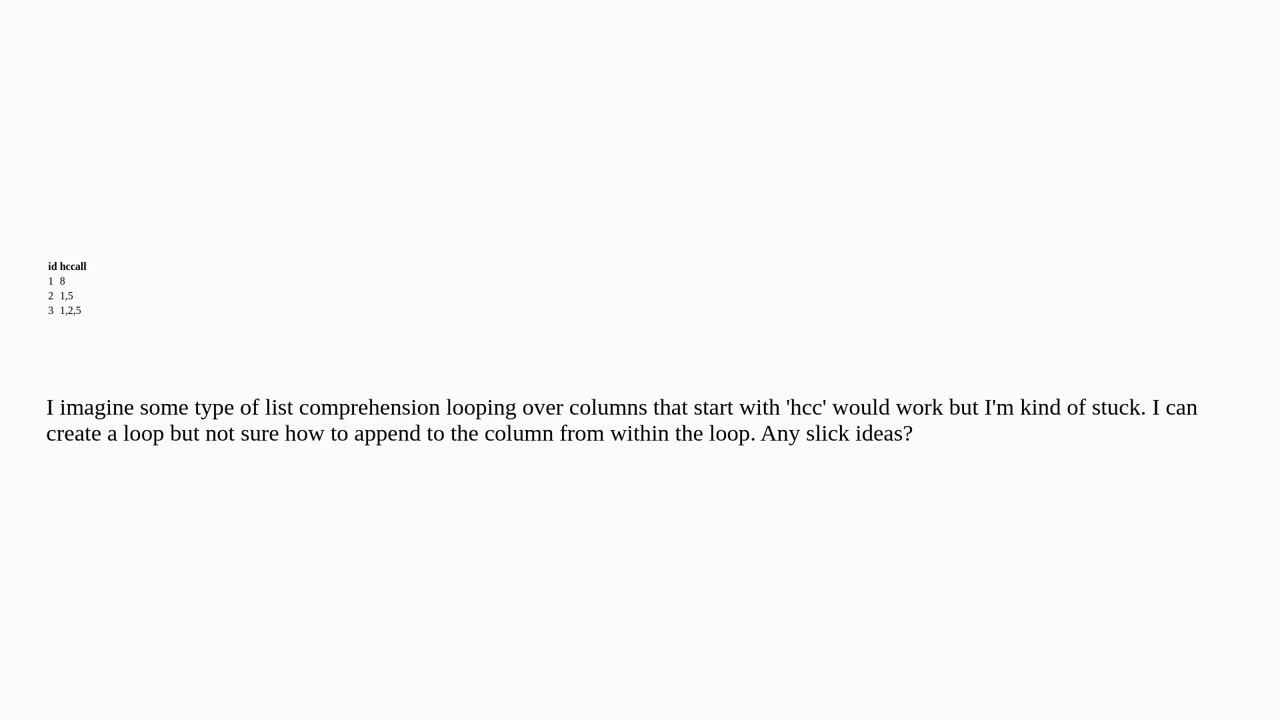 id hccall
1 8
2 1,5
3 1,2,5
I imagine some type of list comprehension looping over columns that start with 'hcc' would work but I'm kind of stuck. I can
create a loop but not sure how to append to the column from within the loop. Any slick ideas?